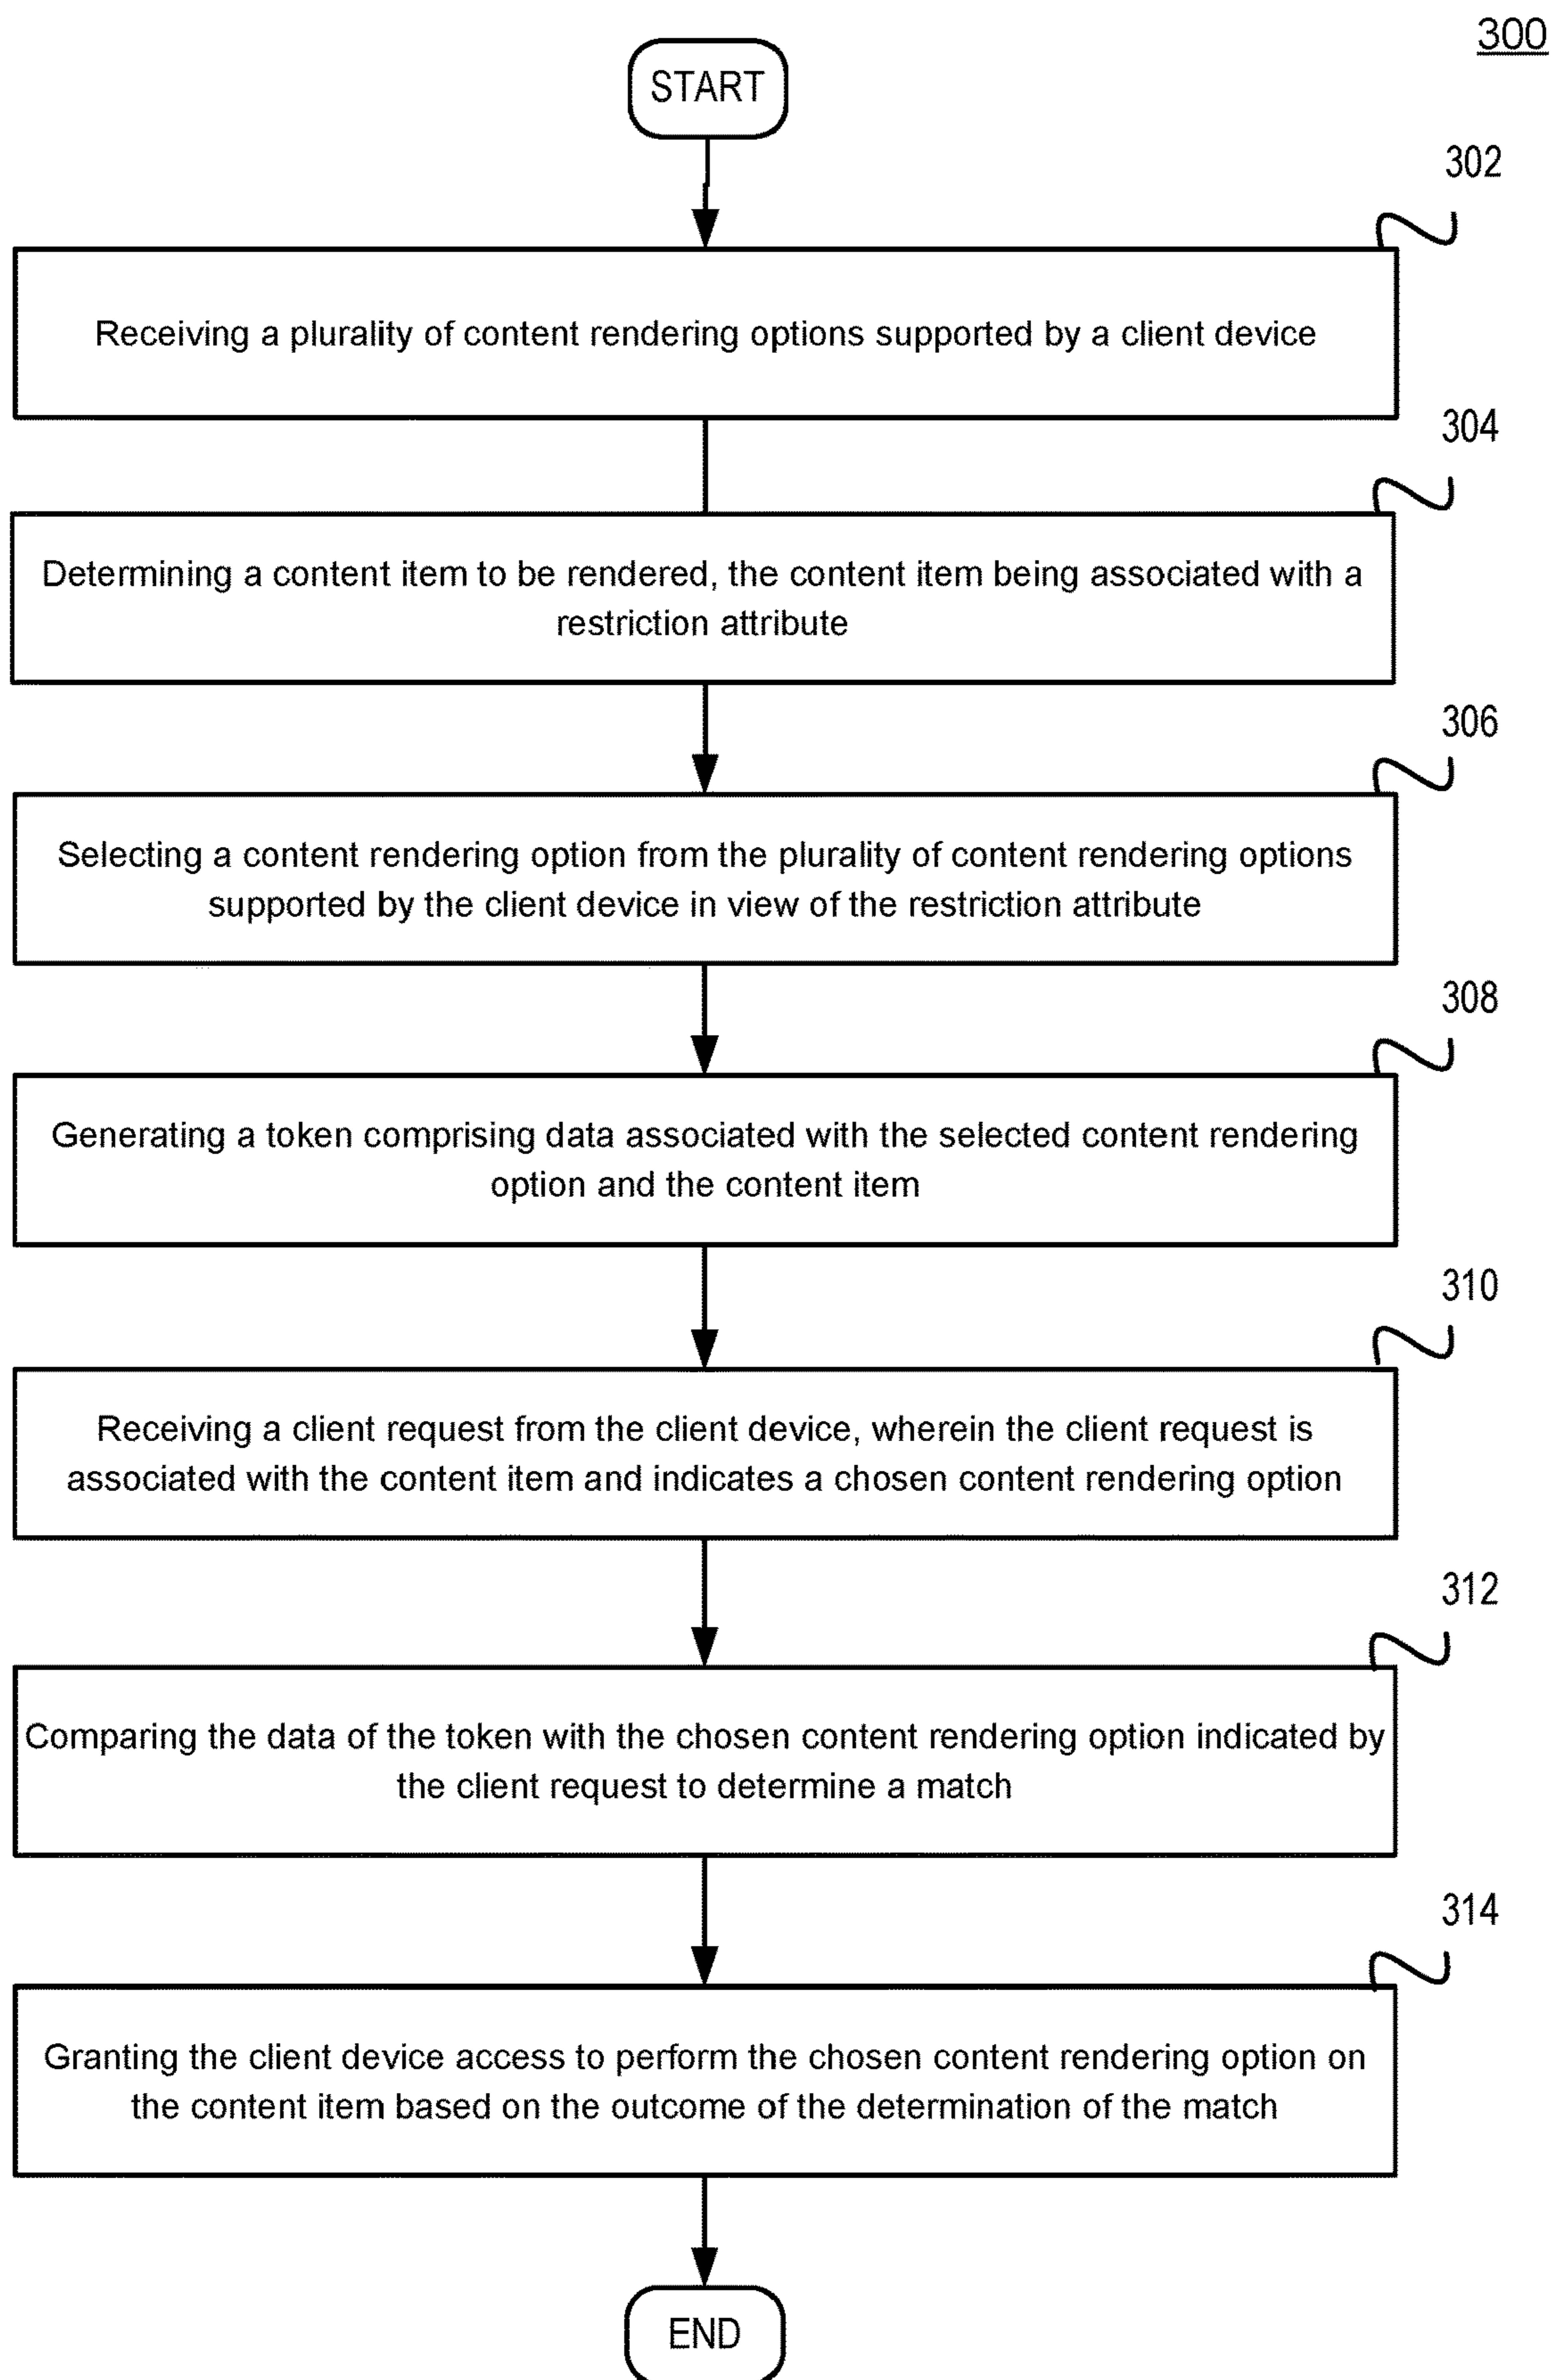 300
START
302
Receiving a plurality of content rendering options supported by a client device
304
Determining a content item to be rendered, the content item being associated with a
restriction attribute
306
Selecting a content rendering option from the plurality of content rendering options
supported by the client device in view of the restriction attribute
308
Generating a token comprising data associated with the selected content rendering
option and the content item
310
Receiving a client request from the client device, wherein the client request is
associated with the content item and indicates a chosen content rendering option
312
Comparing the data of the token with the chosen content rendering option indicated by
the client request to determine a match
314
Granting the client device access to perform the chosen content rendering option on
the content item based on the outcome of the determination of the match
END